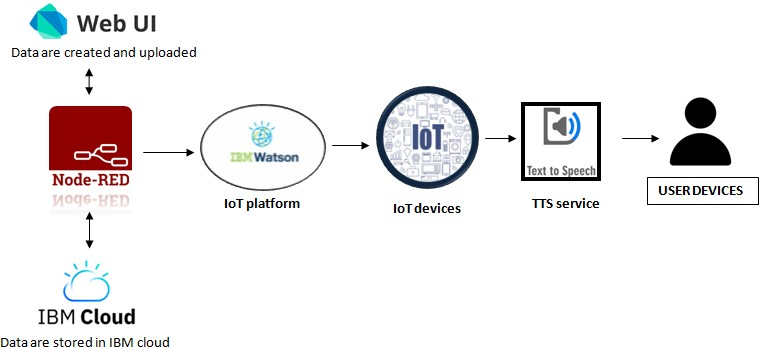 Web UI
Data are created and uploaded
Node-RED
IBM Watson
IoT platform
IoT
IoT devices
Text to Speech
TTS service
USER DEVICES
IBM Cloud
Data are stored in IBM cloud